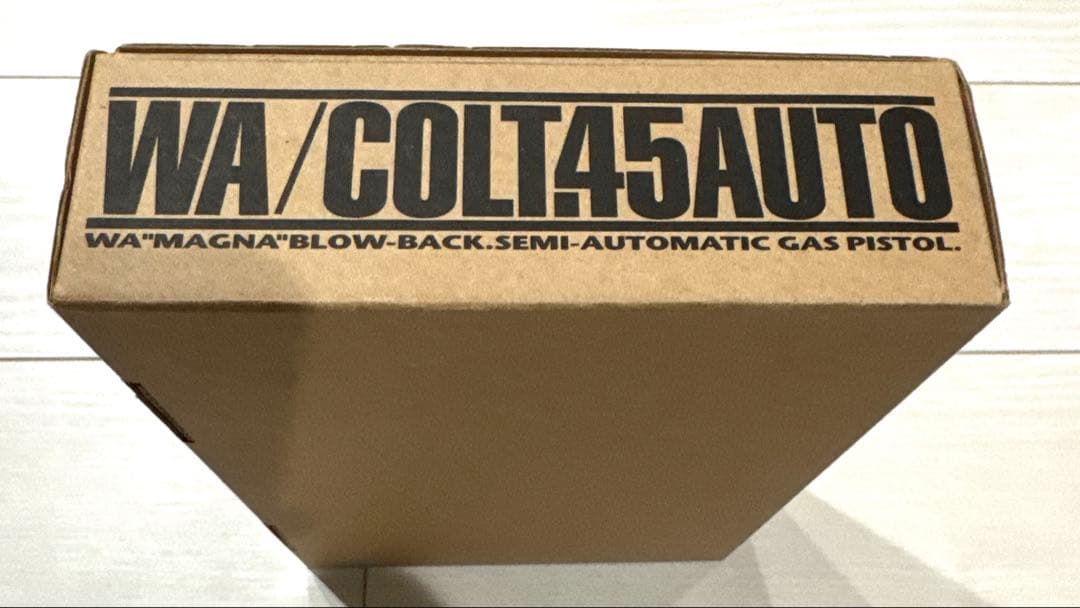 WA/COLT.45AUTO
WA"MAGNA"BLOW-BACK.SEMI-AUTOMATIC GAS PISTOL.